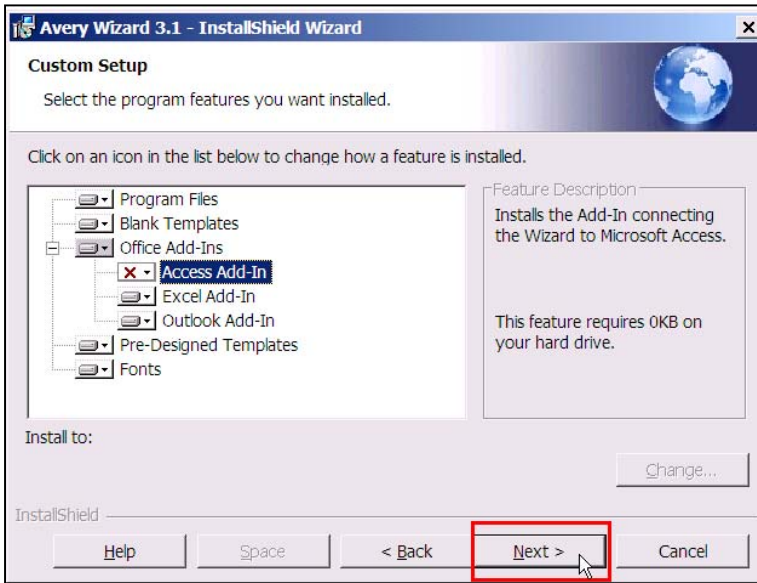 Avery Wizard 3.1 - InstallShield Wizard
Custom Setup
Select the program features you want installed.
Click on an icon in the list below to change how a feature is installed.
Program Files
Blank Templates
Office Add-Ins
Access Add-In
Excel Add-In
Outlook Add-In
Pre-Designed Templates
Fonts
Feature Description
Installs the Add-In connecting
the Wizard to Microsoft Access.
This feature requires 0KB on
your hard drive.
Install to:
Change...
InstallShield
Help Space < Back Next > Cancel